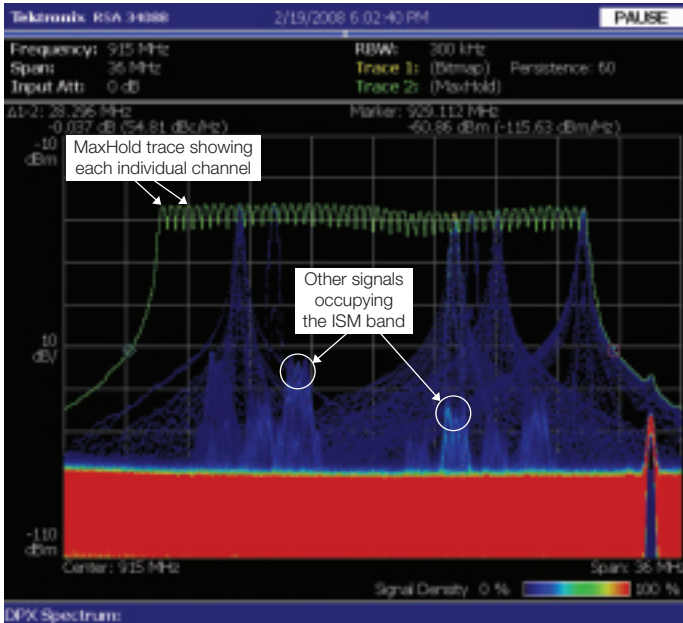 Tektronix RSA 3408B 2/19/2008 6:02:40 PM PAUSE
Frequency: 915 MHz RBW: 300 kHz
Span: 36 MHz Trace 1: (Bitmap) Persistence: 60
Input Att: 0 dB Trace 2: (MaxHold)
Δ1-2: 28.296 MHz Marker: 929.112 MHz
-0.037 dB (54.81 dBc/Hz) -60.86 dBm (-115.63 dBm/Hz)
-10
dBm
MaxHold trace showing
each individual channel
Other signals
occupying
the ISM band
10
dB/
-110
dBm
Center: 915 MHz Span: 36 MHz
Signal Density 0 % 100 %
DPX Spectrum: